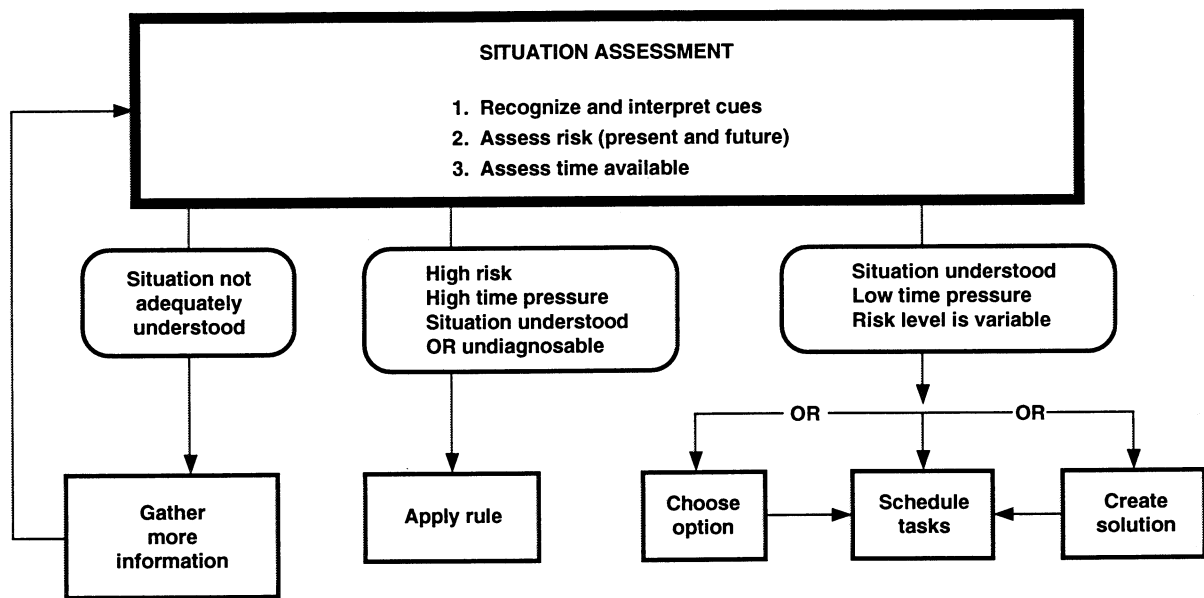 SITUATION ASSESSMENT
1. Recognize and interpret cues
2. Assess risk (present and future)
3. Assess time available
Situation not
adequately
understood
High risk
High time pressure
Situation understood
OR undiagnosable
Situation understood
Low time pressure
Risk level is variable
OR
OR
Gather
more
information
Apply rule
Choose
option
Schedule
tasks
Create
solution